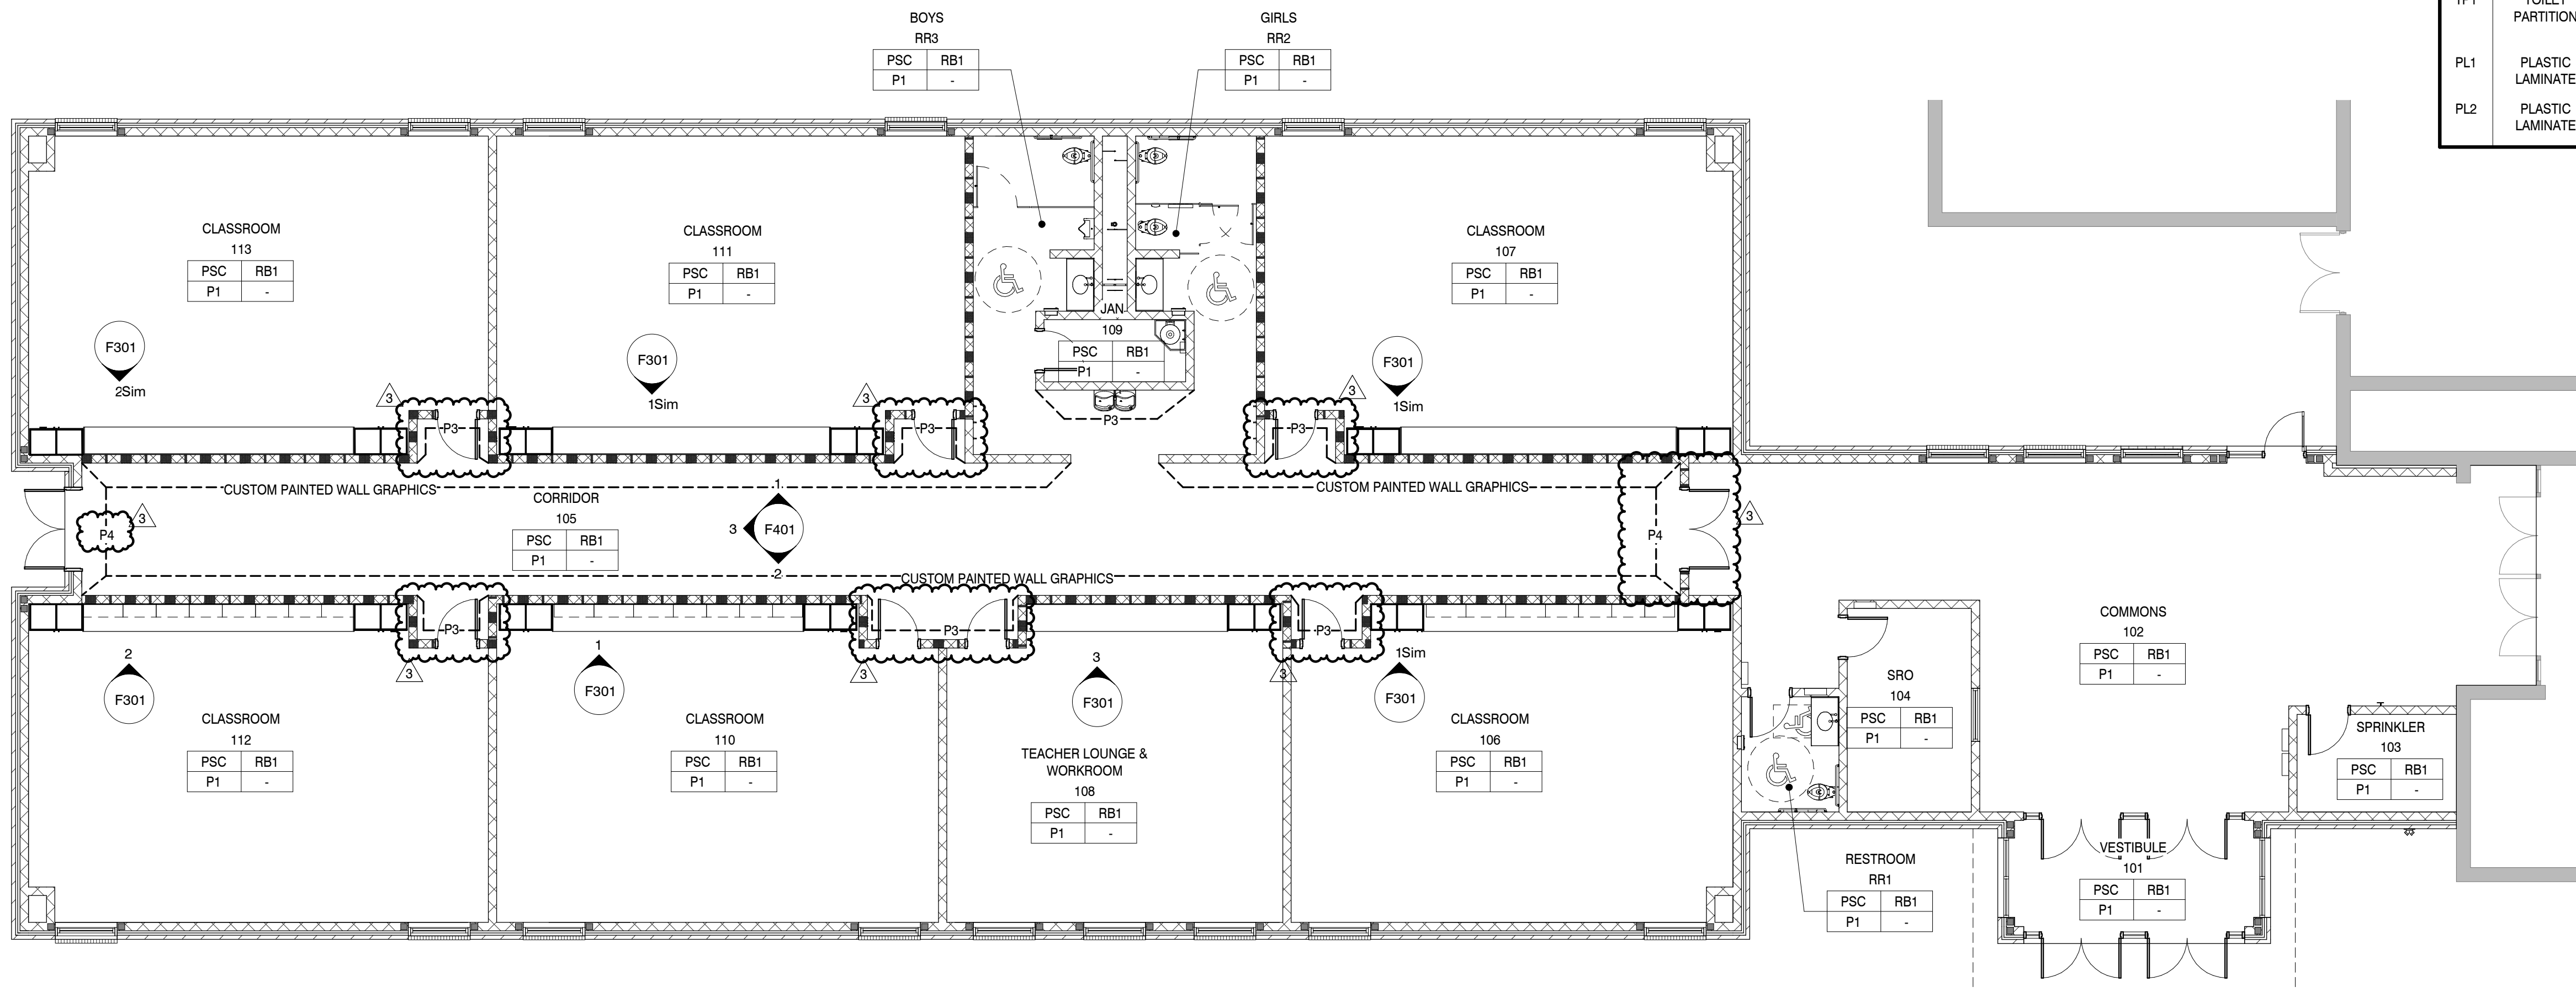 BOYS
RR3
PSC RB1
P1 -
GIRLS
RR2
PSC RB1
P1 -
TOILET
PARTITION
PL1 PLASTIC
LAMINATE
PL2 PLASTIC
LAMINATE
CLASSROOM
113
PSC RB1
P1 -
CLASSROOM
111
PSC RB1
P1 -
CLASSROOM
107
PSC RB1
P1 -
JAN
109
PSC RB1
P1 -
F301
2Sim
F301
1Sim
F301
1Sim
3
3
3
P3
P3
P3
P3
CUSTOM PAINTED WALL GRAPHICS
CUSTOM PAINTED WALL GRAPHICS
CORRIDOR
105
PSC RB1
P1 -
1
3 F401
2
P4
3
P4
3
CUSTOM PAINTED WALL GRAPHICS
P3
P3
P3
3
3
3
2
F301
1
F301
3
F301
1Sim
F301
CLASSROOM
112
PSC RB1
P1 -
CLASSROOM
110
PSC RB1
P1 -
TEACHER LOUNGE &
WORKROOM
108
PSC RB1
P1 -
CLASSROOM
106
PSC RB1
P1 -
SRO
104
PSC RB1
P1 -
COMMONS
102
PSC RB1
P1 -
SPRINKLER
103
PSC RB1
P1 -
RESTROOM
RR1
PSC RB1
P1 -
VESTIBULE
101
PSC RB1
P1 -